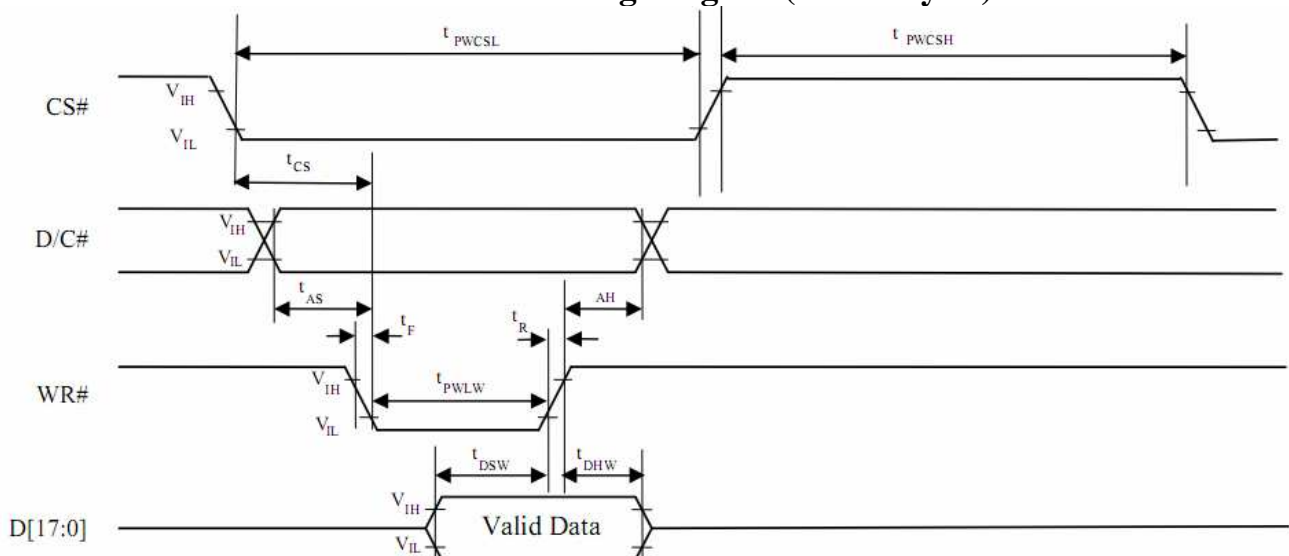 t PWCSL
t PWCSH
CS#
VIH
VIL
tCS
D/C#
VIH
VIL
tAS
AH
tF
tR
WR#
VIH
VIL
tPWLW
tDSW
tDHW
D[17:0]
VIH
VIL
Valid Data